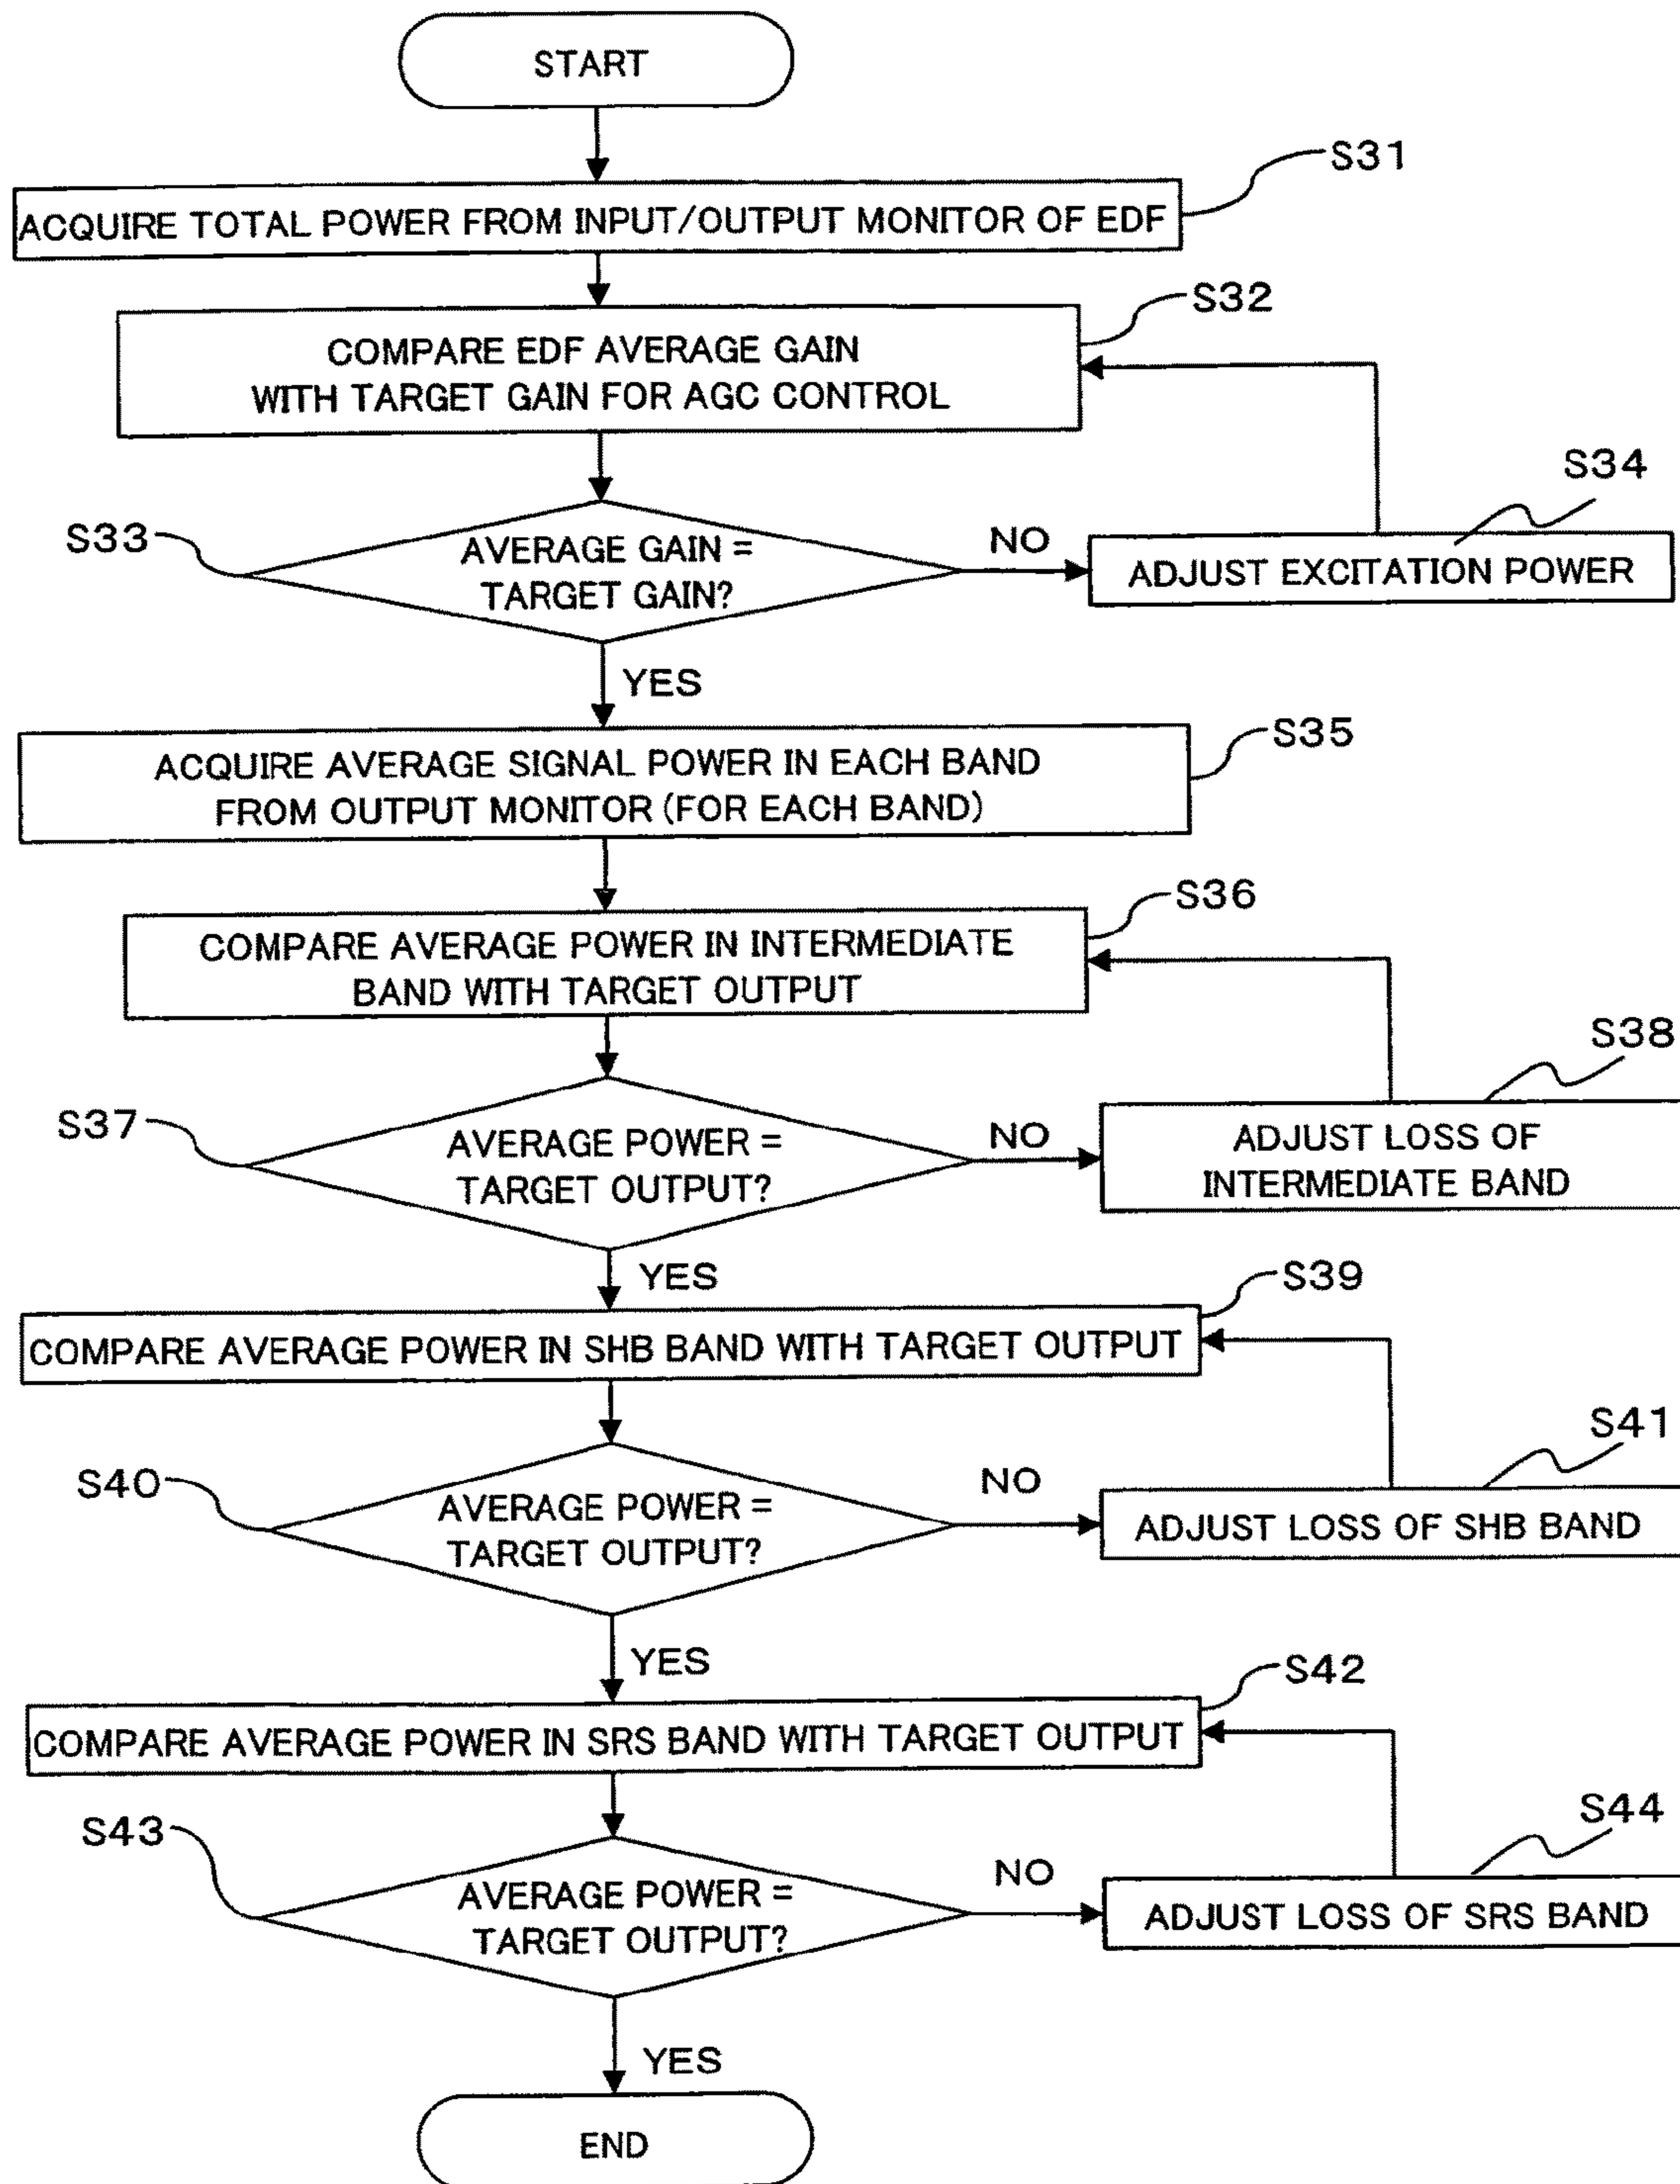 START
S31
ACQUIRE TOTAL POWER FROM INPUT/OUTPUT MONITOR OF EDF
S32
COMPARE EDF AVERAGE GAIN
WITH TARGET GAIN FOR AGC CONTROL
S34
S33
AVERAGE GAIN =
TARGET GAIN?
NO
ADJUST EXCITATION POWER
YES
S35
ACQUIRE AVERAGE SIGNAL POWER IN EACH BAND
FROM OUTPUT MONITOR (FOR EACH BAND)
S36
COMPARE AVERAGE POWER IN INTERMEDIATE
BAND WITH TARGET OUTPUT
S38
S37
AVERAGE POWER =
TARGET OUTPUT?
NO
ADJUST LOSS OF
INTERMEDIATE BAND
YES
S39
COMPARE AVERAGE POWER IN SHB BAND WITH TARGET OUTPUT
S41
S40
AVERAGE POWER =
TARGET OUTPUT?
NO
ADJUST LOSS OF SHB BAND
YES
S42
COMPARE AVERAGE POWER IN SRS BAND WITH TARGET OUTPUT
S44
S43
AVERAGE POWER =
TARGET OUTPUT?
NO
ADJUST LOSS OF SRS BAND
YES
END